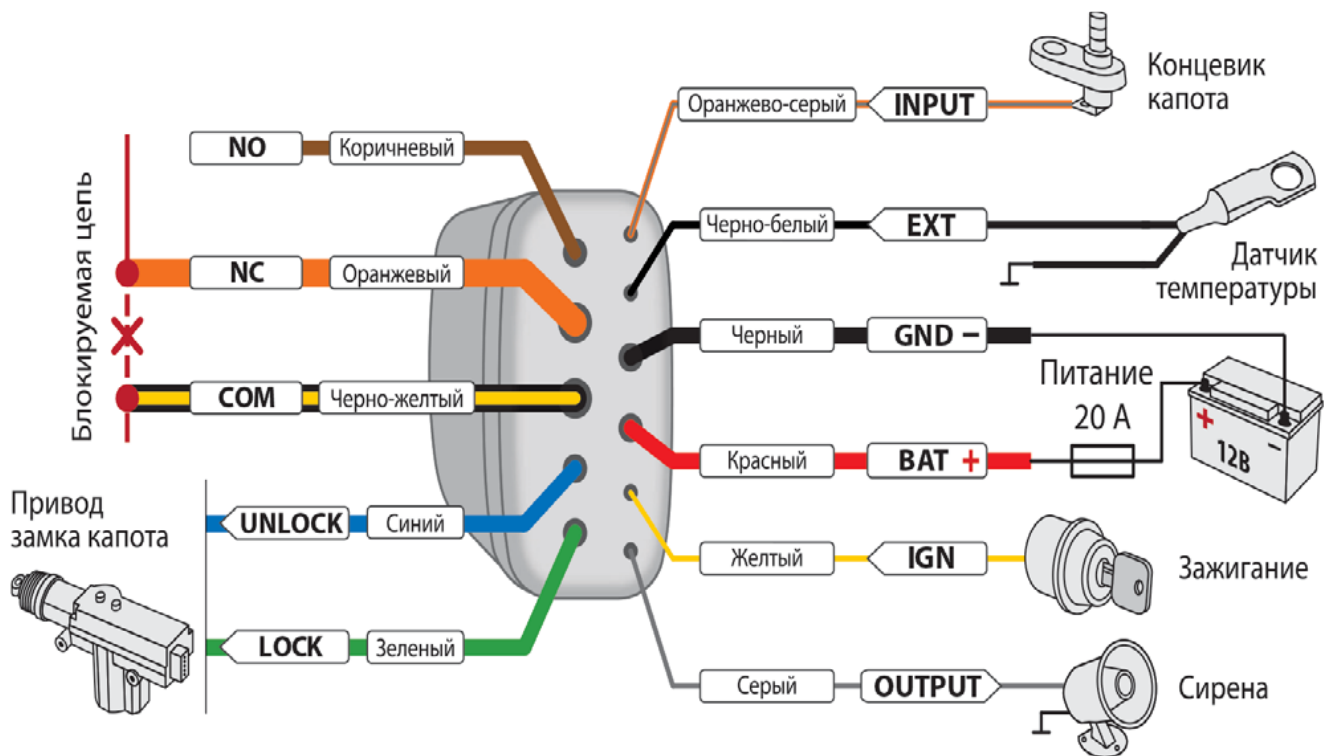 Блокируемая цепь
NO
Коричневый
NC
Оранжевый
COM
Черно-желтый
Привод
замка капота
UNLOCK
Синий
LOCK
Зеленый
Оранжево-серый
INPUT
Концевик
капота
Черно-белый
EXT
Датчик
температуры
Черный
GND –
Питание
20 А
Красный
BAT +
+
–
12В
Желтый
IGN
Зажигание
Серый
OUTPUT
Сирена